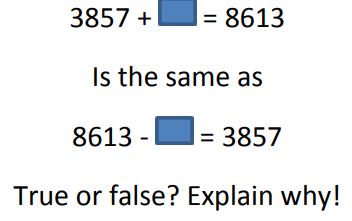 3857 + = 8613
Is the same as
8613 - = 3857
True or false? Explain why!